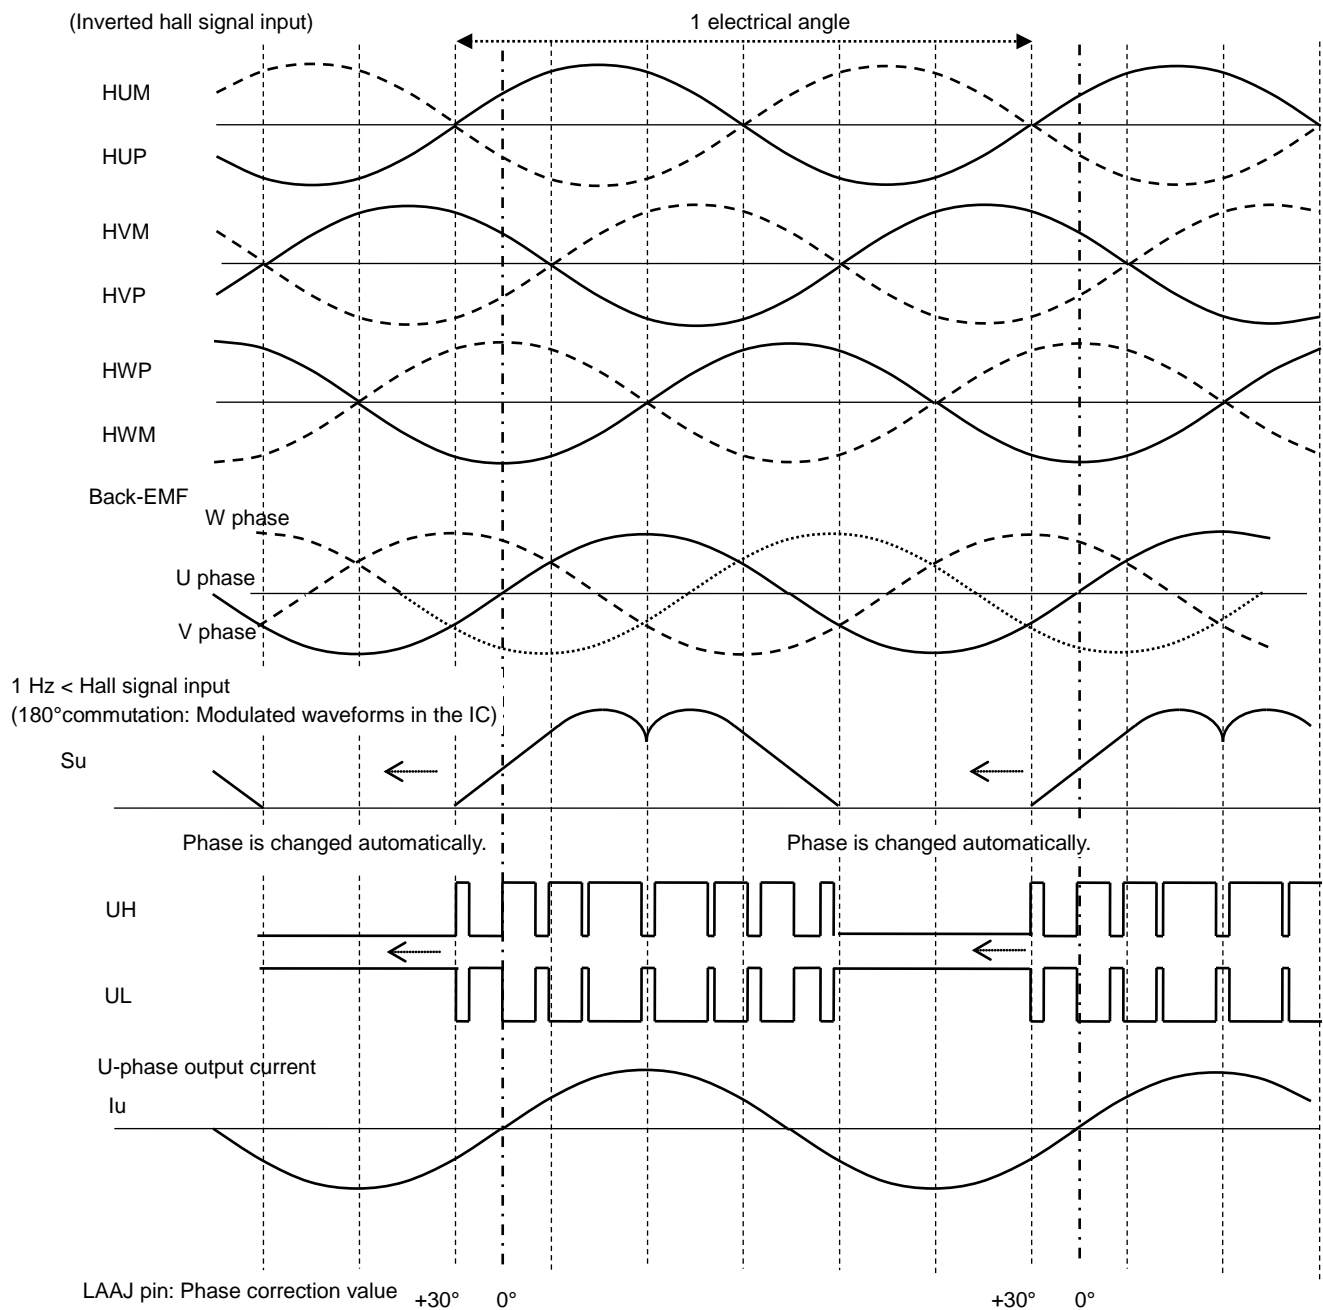 (Inverted hall signal input)
1 electrical angle
HUM
HUP
HVM
HVP
HWP
HWM
Back-EMF
W phase
U phase
V phase
1 Hz < Hall signal input
(180°commutation: Modulated waveforms in the IC)
Su
Phase is changed automatically.
Phase is changed automatically.
UH
UL
U-phase output current
Iu
LAAJ pin: Phase correction value
+30°
0°
+30°
0°